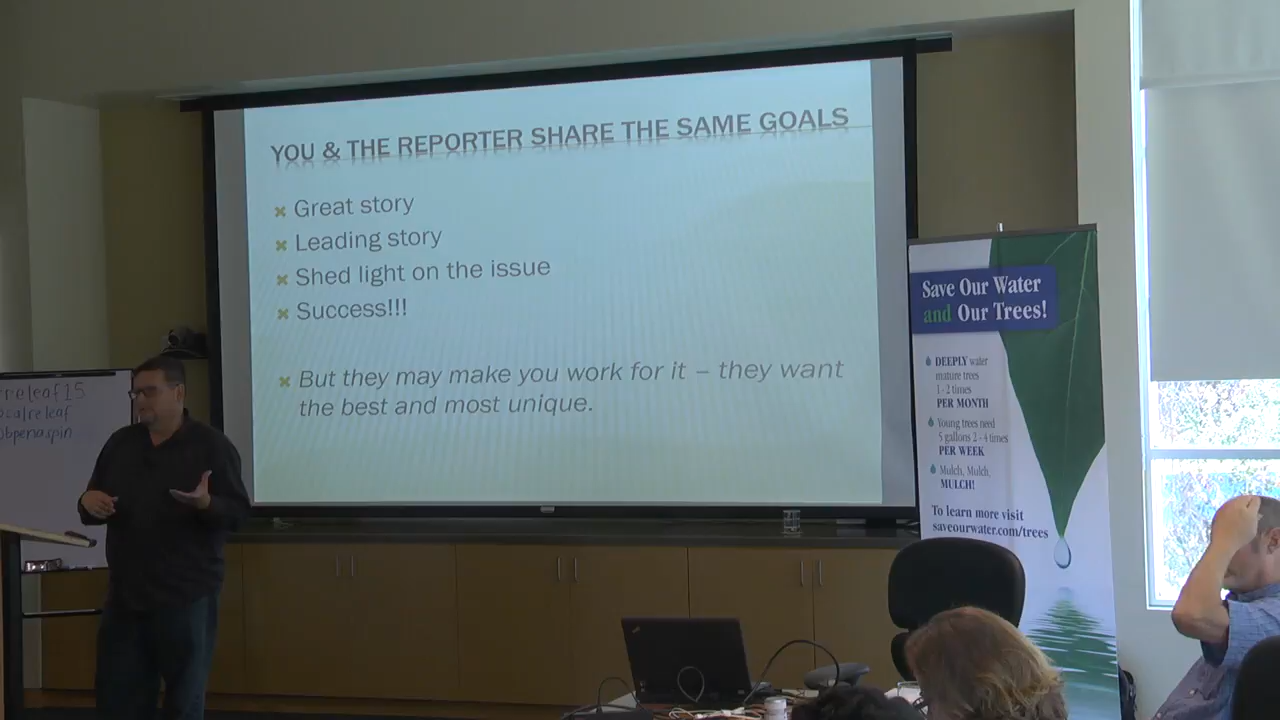 YOU & THE REPORTER SHARE THE SAME GOALS
Great story
Leading story
Shed light on the issue
Success!!!
But they may make you work for it – they want
the best and most unique.
Save Our Water
and Our Trees!
DEEPLY water
mature trees
1-2 times
PER MONTH
Young trees need
5 gallons 2-4 times
PER WEEK
Mulch, Mulch,
MULCH!
To learn more visit
saveourwater.com/trees